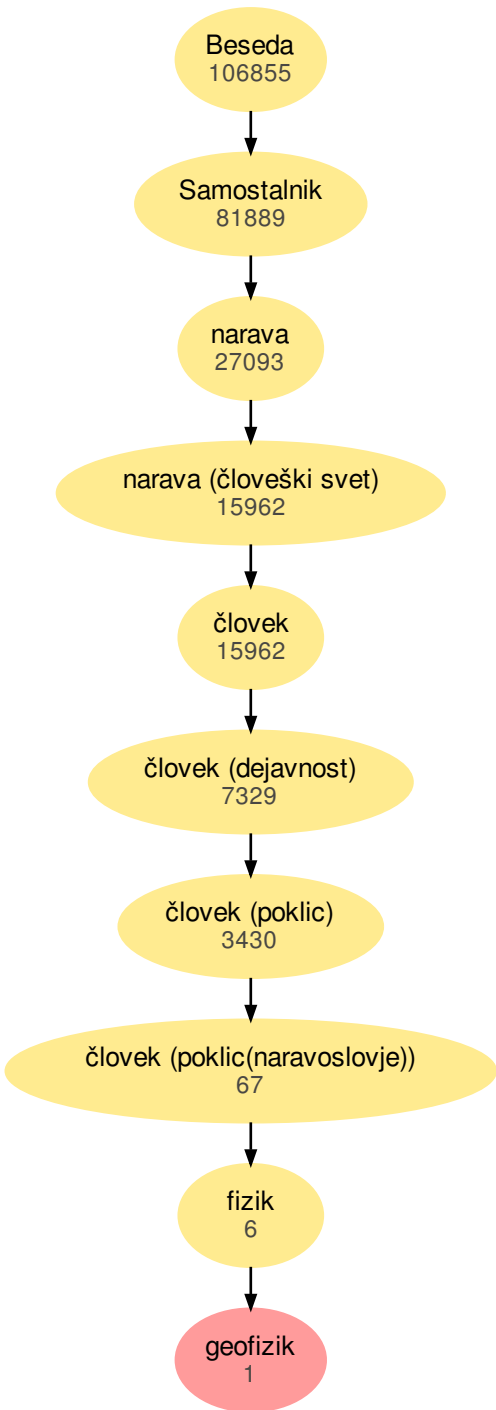 Beseda
106855
Samostalnik
81889
narava
27093
narava (človeški svet)
15962
človek
15962
človek (dejavnost)
7329
človek (poklic)
3430
človek (poklic(naravoslovje))
67
fizik
6
geofizik
1